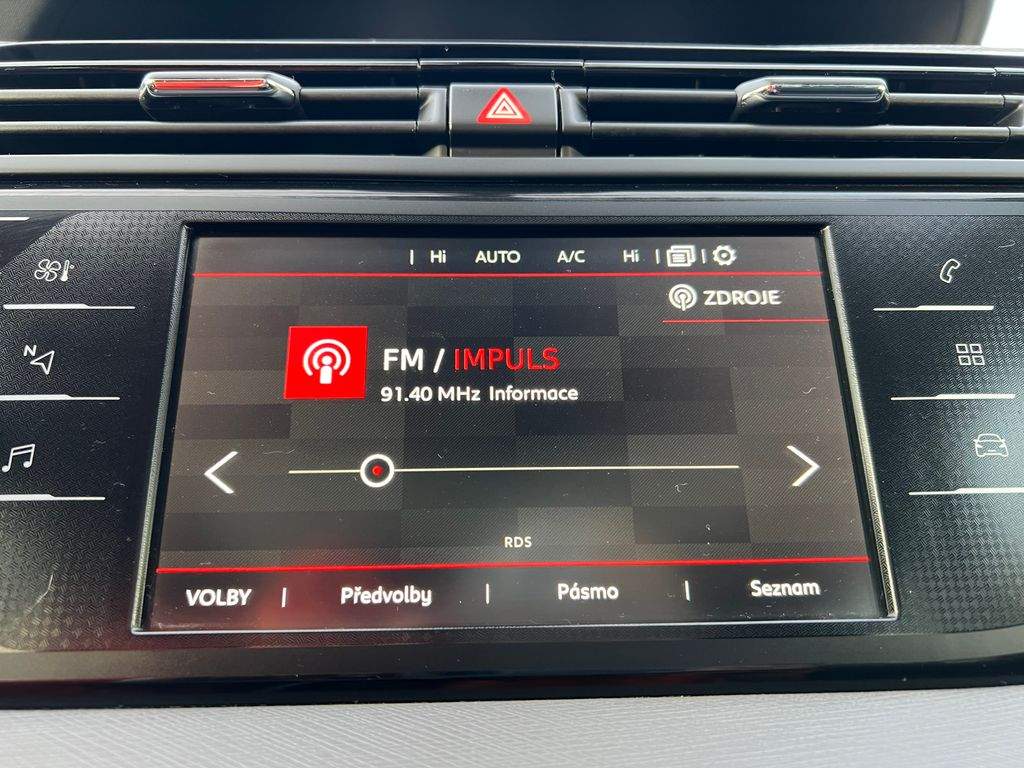 Hi AUTO A/C Hi
ZDROJE
FM / IMPULS
91.40 MHz Informace
N
RDS
VOLBY Předvolby Pásmo Seznam